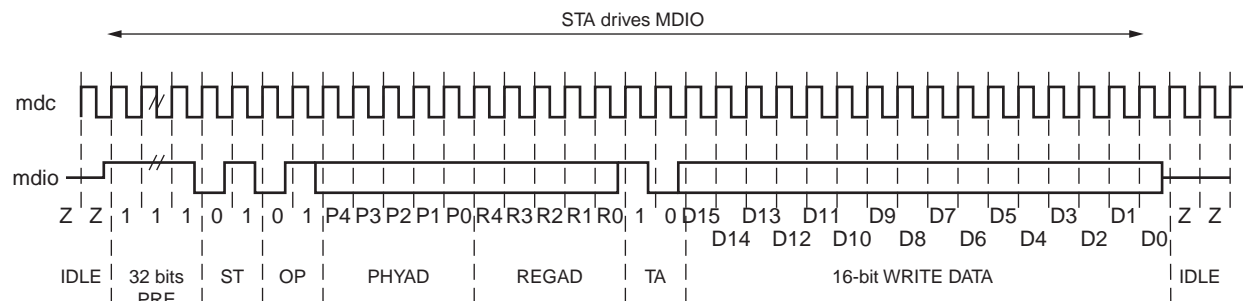 STA drives MDIO
mdc
mdio
Z Z 1 1 1 0 1 0 1 P4 P3 P2 P1 P0 R4 R3 R2 R1 R0 1 0 D15 D13 D11 D9 D7 D5 D3 D1 Z Z
D14 D12 D10 D8 D6 D4 D2 D0
IDLE 32 bits ST OP PHYAD REGAD TA 16-bit WRITE DATA IDLE
PRE